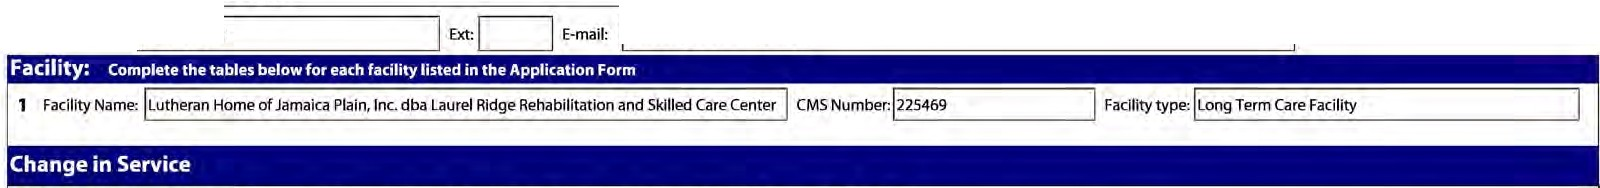 Ext: E-mail:
Facility: Complete the tables below for each facility listed in the Application Form
1 Facility Name: Lutheran Home of Jamaica Plain, Inc. dba Laurel Ridge Rehabilitation and Skilled Care Center CMS Number: 225469 Facility type: Long Term Care Facility
Change in Service